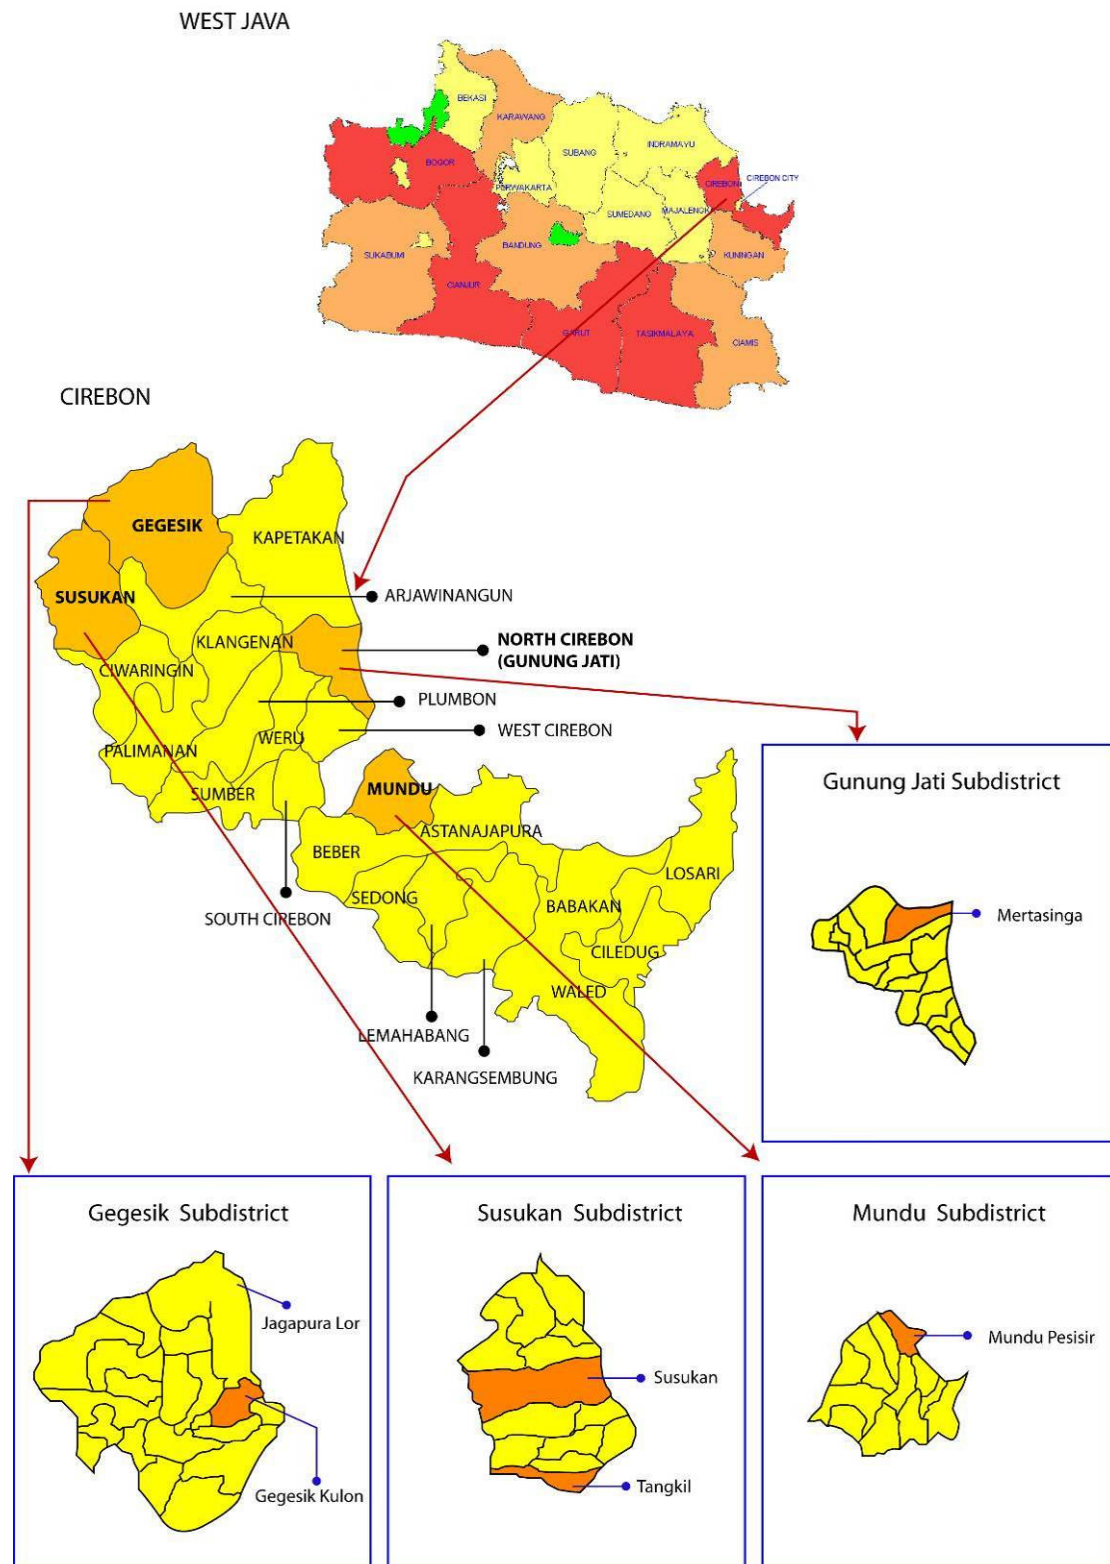 WEST JAVA
BEKASI
KARAWANG
SUBANG
INDRAMAYU
BOGOR
PURWAKARTA
CIREBON
CIREBON CITY
SUMEDANG
MAJALENGK
SUKABUMI
BANDUNG
KUNINGAN
CIANJUR
GARUT
TASIKMALAYA
CIAMIS
CIREBON
GEGESIK
KAPETAKAN
SUSUKAN
ARJAWINANGUN
KLANGENAN
NORTH CIREBON
(GUNUNG JATI)
CIWARINGIN
PLUMBON
WEST CIREBON
PALIMANAN
WERU
SUMBER
MUNDU
ASTANAJAPURA
BEBER
LOSARI
SEDONG
BABAKAN
SOUTH CIREBON
CILEDUG
WALED
LEMAHABANG
KARANGSEMBUNG
Gunung Jati Subdistrict
Mertasinga
Gegesik Subdistrict
Jagapura Lor
Gegesik Kulon
Susukan Subdistrict
Susukan
Tangkil
Mundu Subdistrict
Mundu Pesisir